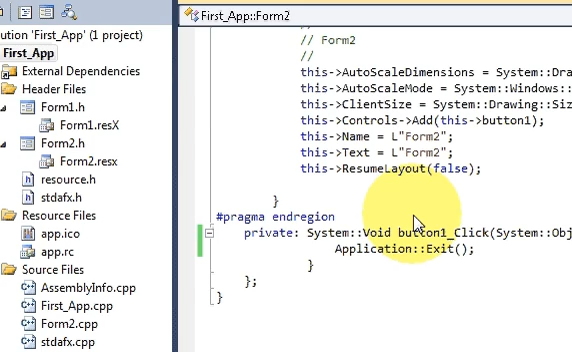 ution 'First_App' (1 project)
First_App
External Dependencies
Header Files
Form1.h
Form1.resX
Form2.h
Form2.resx
resource.h
stdafx.h
Resource Files
app.ico
app.rc
Source Files
AssemblyInfo.cpp
First_App.cpp
Form2.cpp
stdafx.cpp
First_App::Form2
//
// Form2
//
this->AutoScaleDimensions = System::Dra
this->AutoScaleMode = System::Windows:
this->ClientSize = System::Drawing::Siz
this->Controls->Add(this->button1);
this->Name = L"Form2";
this->Text = L"Form2";
this->ResumeLayout(false);
}
#pragma endregion
private: System::Void button1_Click(System::Obj
Application::Exit();
}
};
}